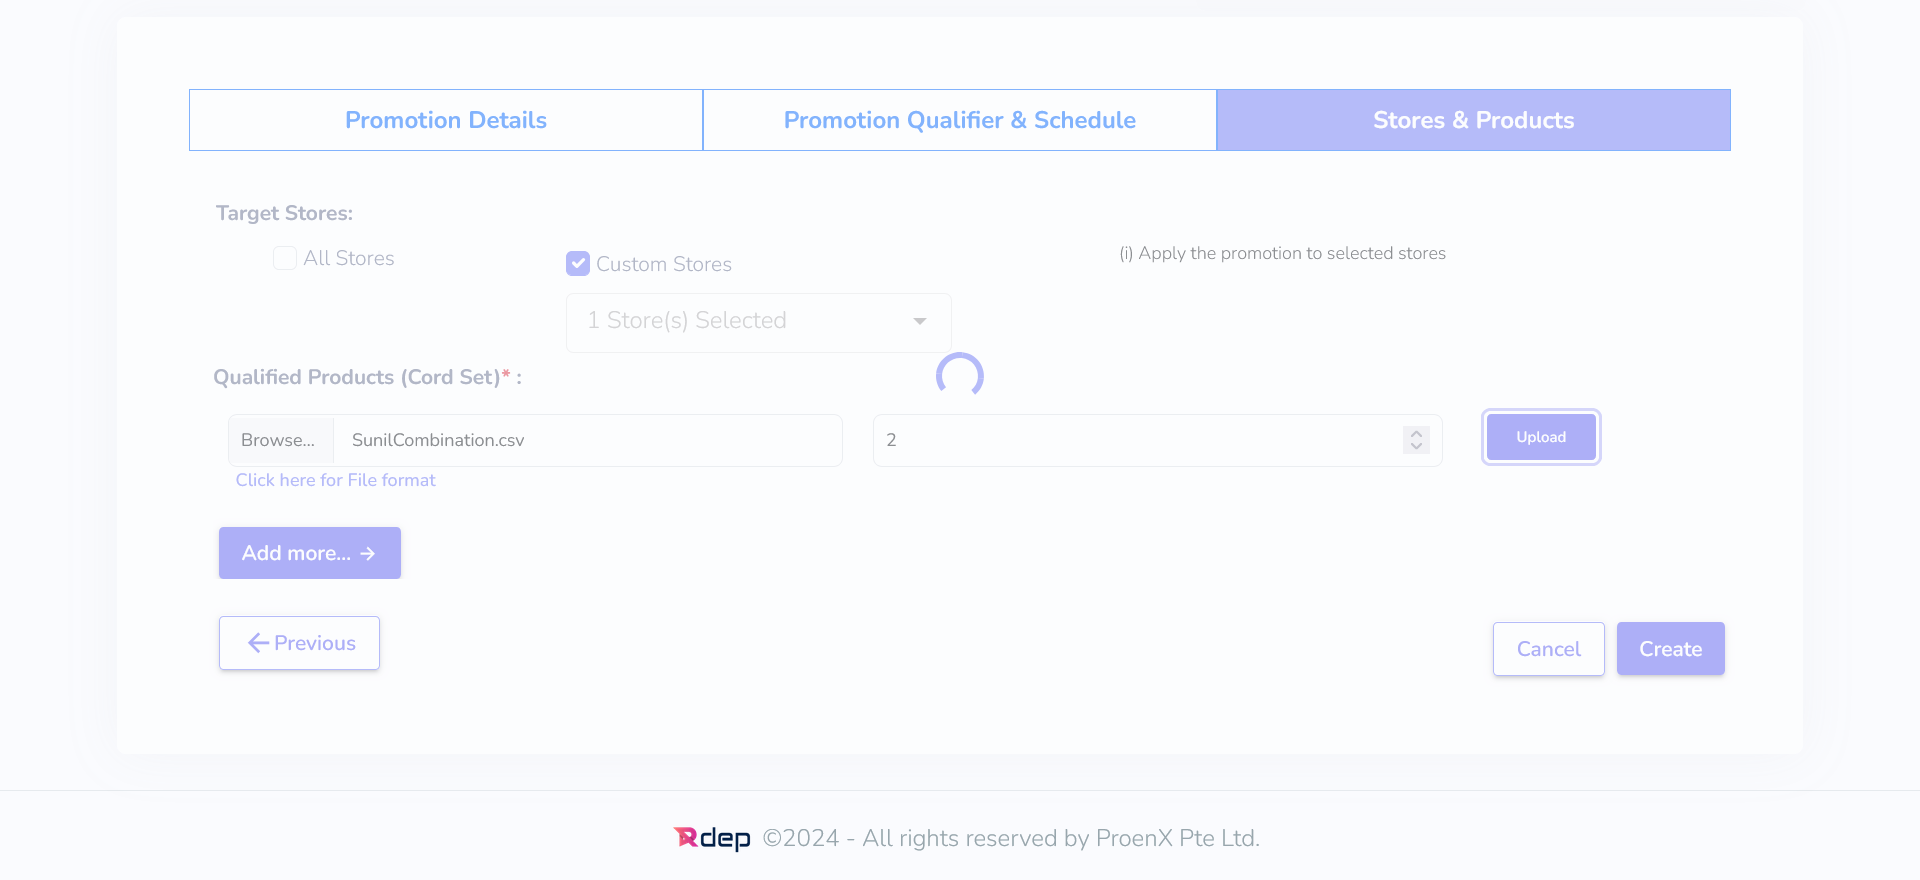 Promotion Details
Promotion Qualifier & Schedule
Stores & Products
Target Stores:
All Stores
Custom Stores
(i) Apply the promotion to selected stores
1 Store(s) Selected
Qualified Products (Cord Set)* :
Browse... SunilCombination.csv
2
Upload
Click here for File format
Add more... →
←Previous
Cancel
Create
Rdep ©2024 - All rights reserved by ProenX Pte Ltd.